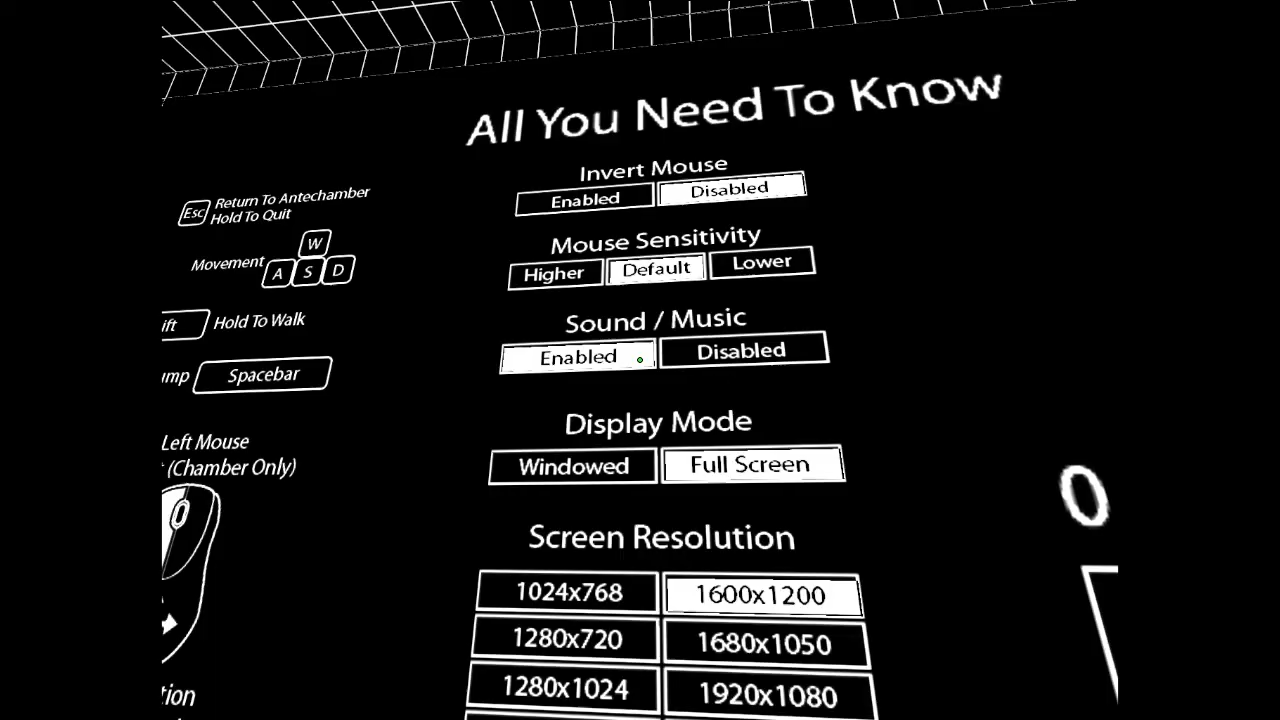 All You Need To Know
Esc Return To Antechamber
Hold To Quit
Movement W
A S D
ift Hold To Walk
ump Spacebar
Left Mouse
(Chamber Only)
tion
Invert Mouse
Enabled Disabled
Mouse Sensitivity
Higher Default Lower
Sound / Music
Enabled Disabled
Display Mode
Windowed Full Screen
Screen Resolution
1024x768 1600x1200
1280x720 1680x1050
1280x1024 1920x1080
0